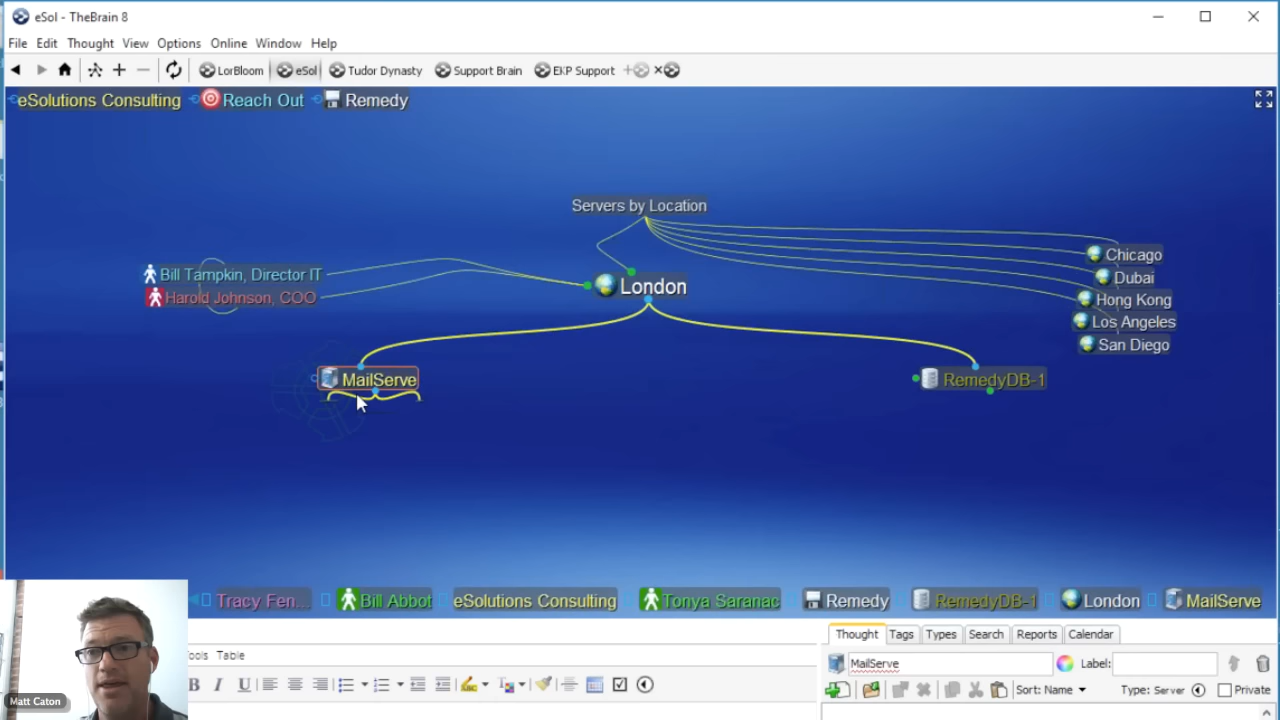 eSol - TheBrain 8
File Edit Thought View Options Online Window Help
LorBloom eSol Tudor Dynasty Support Brain EKP Support
eSolutions Consulting Reach Out Remedy
Servers by Location
Chicago
Bill Tampkin, Director IT
Dubai
London
Harold Johnson, COO
Hong Kong
Los Angeles
San Diego
MailServe
RemedyDB-1
Tracy Fen... Bill Abbot eSolutions Consulting Tonya Saranac Remedy RemedyDB-1 London MailServe
Thought Tags Types Search Reports Calendar
Table
MailServe Label:
B I U
Sort: Name Type: Server Private
Matt Caton